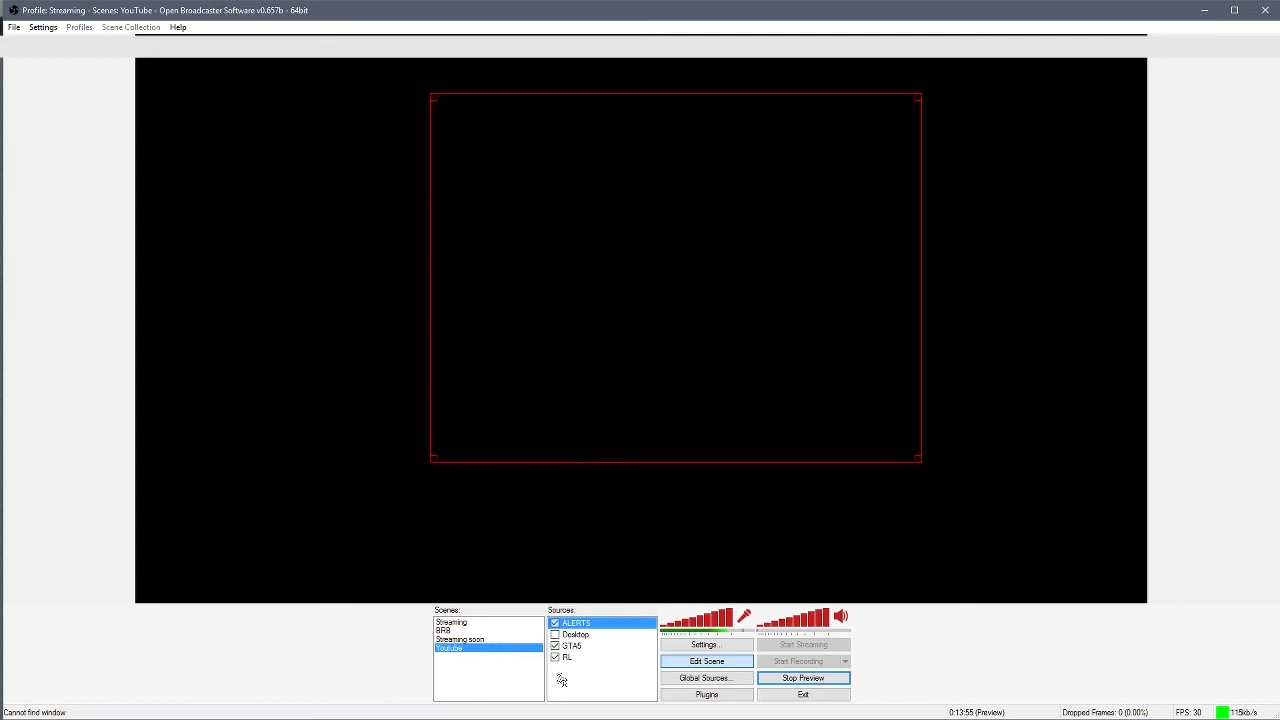 Profile: Streaming - Scenes: YouTube - Open Broadcaster Software v0.657b - 64bit
File Settings Profiles Scene Collection Help
Scenes:
Streaming
BRB
Streaming soon
Youtube
Sources:
ALERTS
Desktop
GTA5
RL
Settings...
Start Streaming
Edit Scene
Start Recording
Global Sources...
Stop Preview
Plugins
Exit
Cannot find window
0:13:55 (Preview)
Dropped Frames: 0 (0.00%)
FPS: 30
115kb/s